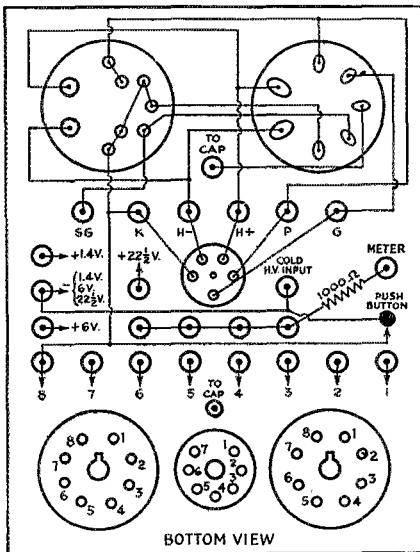 TO
CAP
SG K H- H+ P G
+1.4V.
+22½V.
COLD
H.V. INPUT
METER
- { 1.4V.
6V.
22½V.
1000Ω
PUSH
BUTTON
+6V.
8 7 6 5 4 3 2 1
TO
CAP
8 1
7 2
6 3
5 4
7 1
6 2
5 4 3
8 1
7 2
6 3
5 4
BOTTOM VIEW